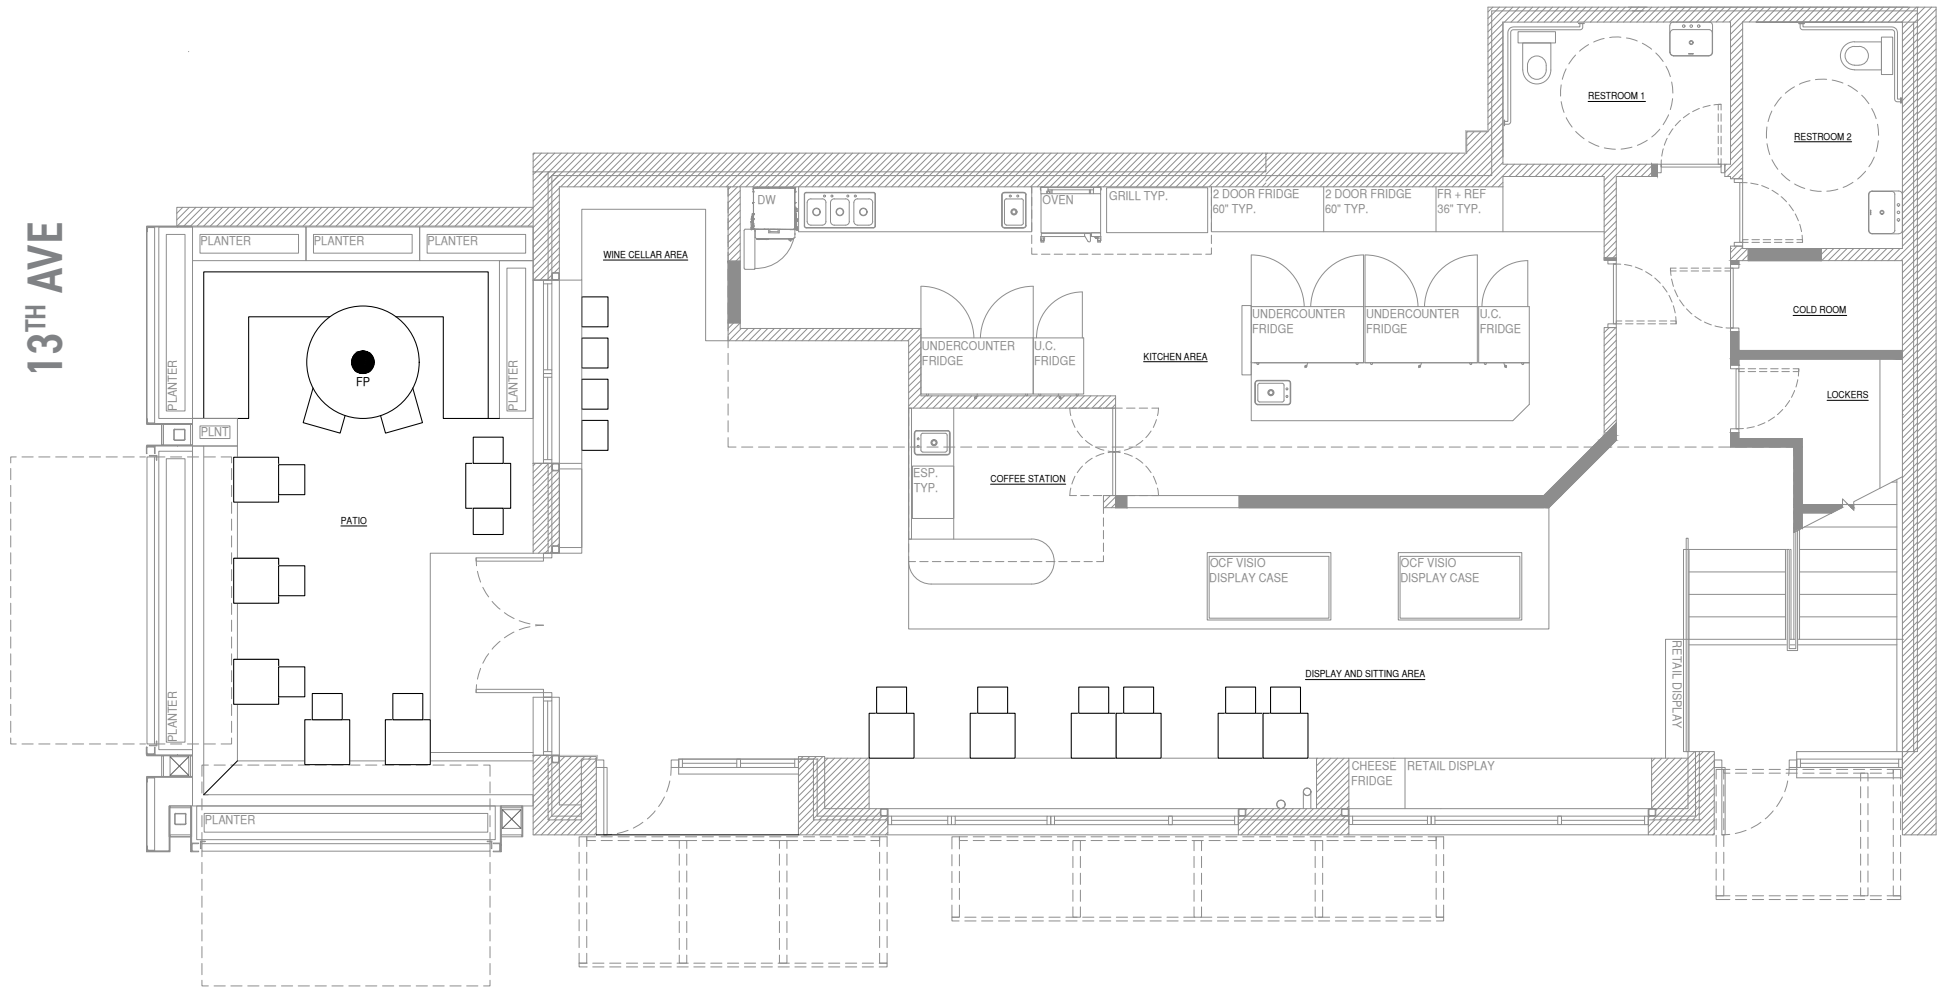 13TH AVE
RESTROOM 1
RESTROOM 2
DW
OVEN
GRILL TYP.
2 DOOR FRIDGE
60" TYP.
2 DOOR FRIDGE
60" TYP.
FR + REF
36" TYP.
PLANTER
PLANTER
PLANTER
WINE CELLAR AREA
COLD ROOM
UNDERCOUNTER
FRIDGE
UNDERCOUNTER
FRIDGE
U.C.
FRIDGE
UNDERCOUNTER
FRIDGE
U.C.
FRIDGE
KITCHEN AREA
PLANTER
PLANTER
FP
LOCKERS
PLNT
ESP.
TYP.
COFFEE STATION
PATIO
OCF VISIO
DISPLAY CASE
OCF VISIO
DISPLAY CASE
PLANTER
DISPLAY AND SITTING AREA
RETAIL DISPLAY
CHEESE
FRIDGE
RETAIL DISPLAY
PLANTER